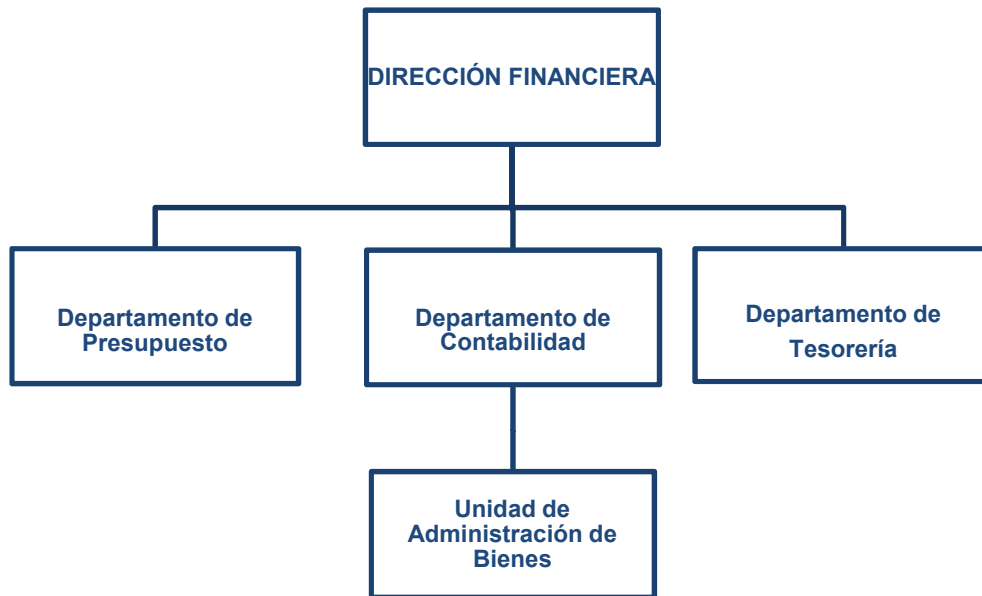 DIRECCIÓN FINANCIERA
Departamento de
Presupuesto
Departamento de
Contabilidad
Departamento de
Tesorería
Unidad de
Administración de
Bienes